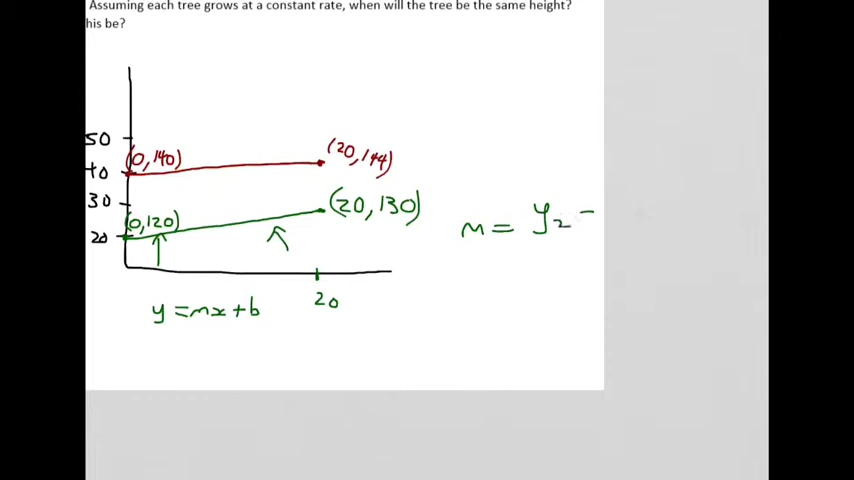 Assuming each tree grows at a constant rate, when will the tree be the same height?
his be?
50
(0,140)
(20,144)
40
30
(20,130)
(0,120)
20
m = y₂ -
20
y = mx + b